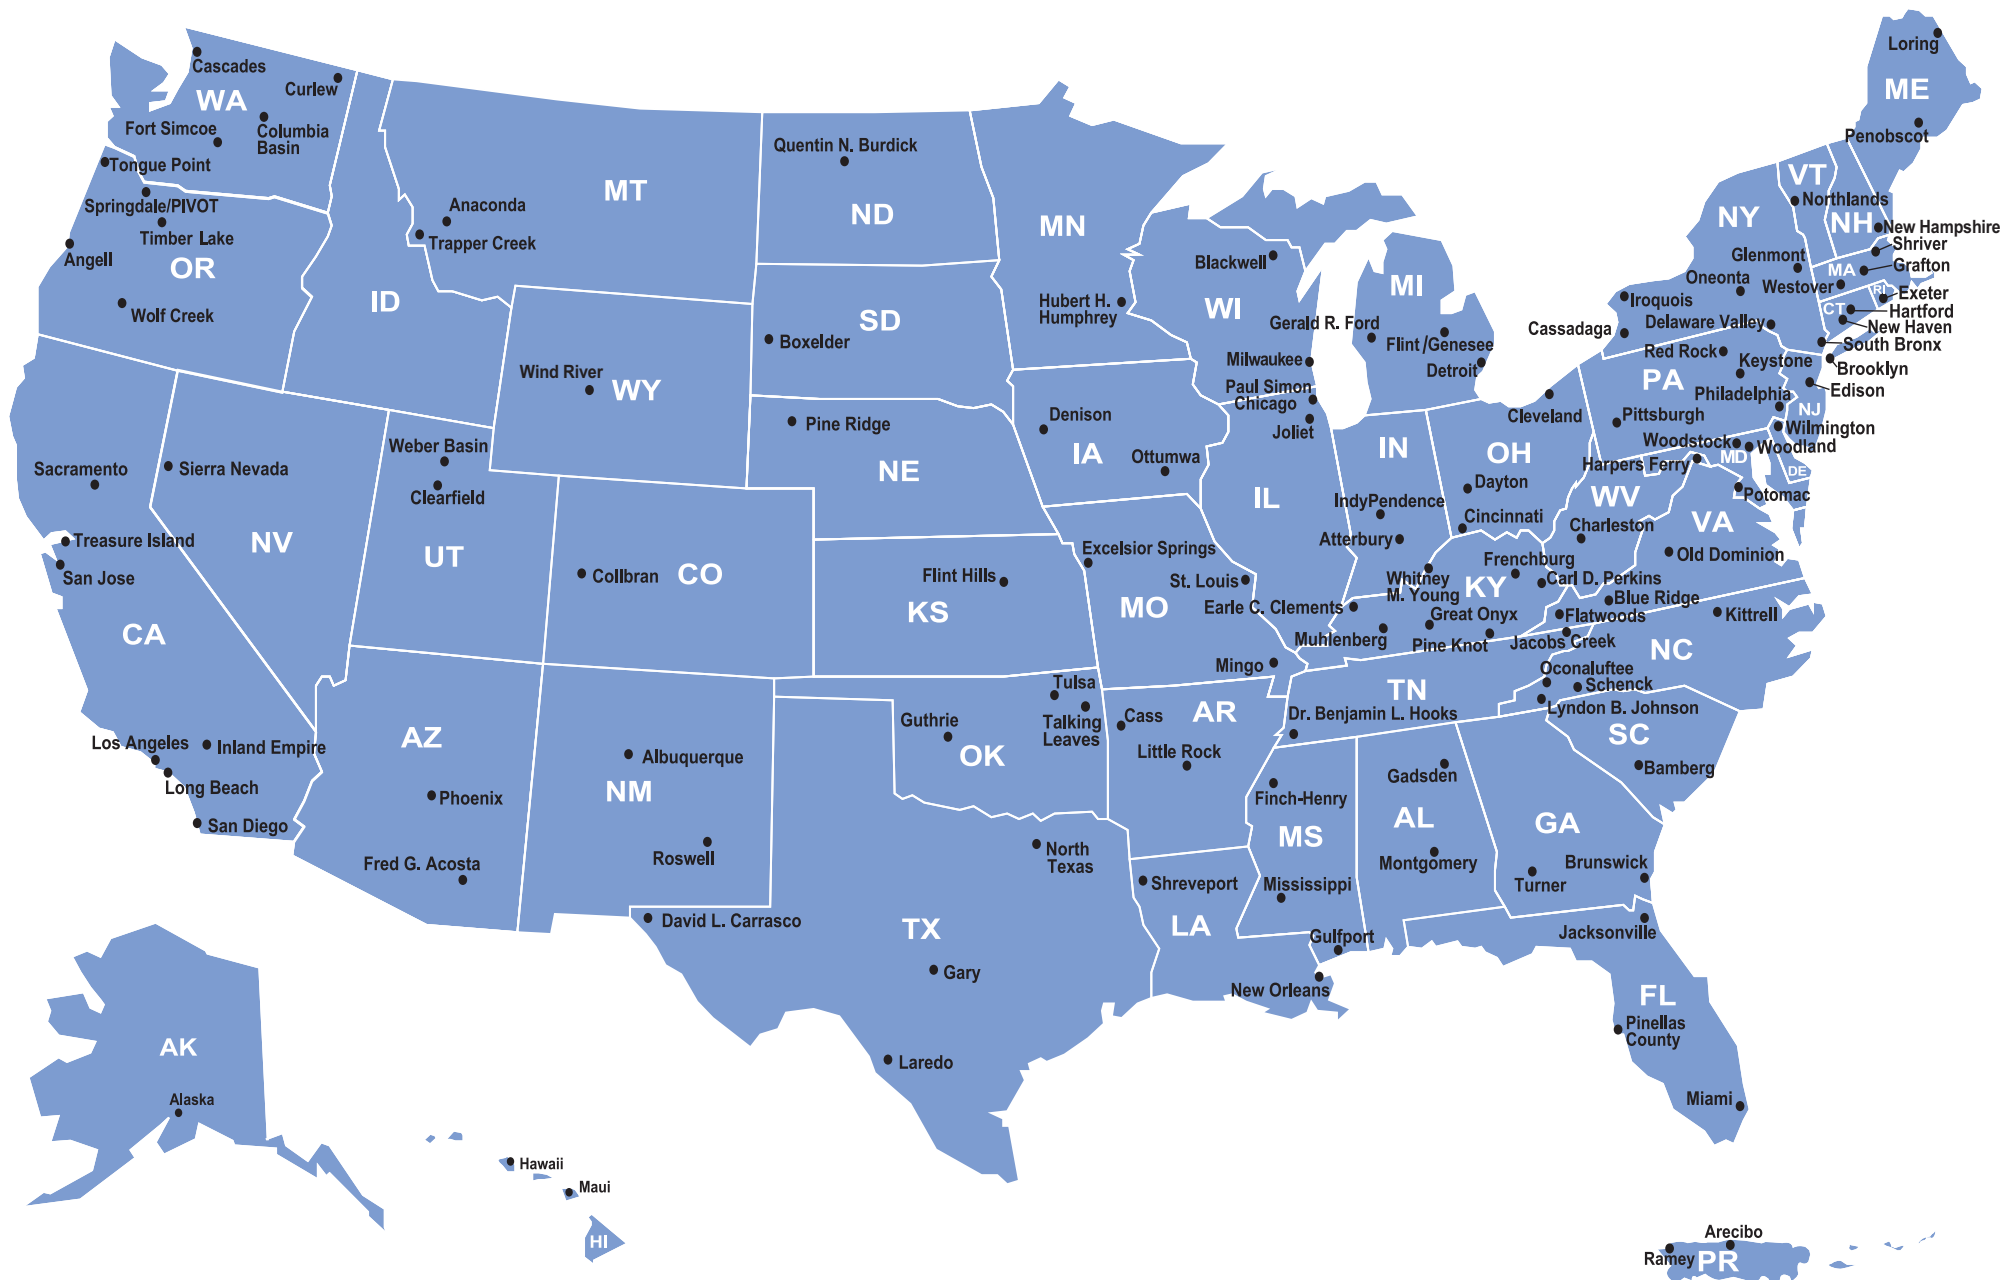 Cascades
Curlew
WA
Fort Simcoe
Columbia
Basin
Tongue Point
Springdale/PIVOT
Timber Lake
Angell
OR
Wolf Creek
ID
Anaconda
Trapper Creek
MT
Quentin N. Burdick
ND
MN
Hubert H.
Humphrey
SD
Boxelder
Wind River
WY
Pine Ridge
NE
Denison
IA
Ottumwa
Blackwell
WI
Milwaukee
MI
Gerald R. Ford
Flint/Genesee
Detroit
Paul Simon
Chicago
Joliet
IL
IN
IndyPendence
Atterbury
OH
Cleveland
Dayton
Cincinnati
Loring
ME
Penobscot
VT
Northlands
NH
New Hampshire
Shriver
MA
Grafton
Westover
RI
Exeter
CT
Hartford
New Haven
NY
Glenmont
Oneonta
Iroquois
Cassadaga
Delaware Valley
South Bronx
Brooklyn
PA
Red Rock
Keystone
Philadelphia
Pittsburgh
Edison
NJ
Wilmington
Woodstock
Woodland
MD
DE
Harpers Ferry
Potomac
WV
Charleston
VA
Old Dominion
Blue Ridge
Flatwoods
Sacramento
Sierra Nevada
Treasure Island
San Jose
NV
CA
Los Angeles
Inland Empire
Long Beach
San Diego
Weber Basin
Clearfield
UT
Collbran
CO
Flint Hills
KS
Excelsior Springs
St. Louis
MO
Mingo
Whitney
M. Young
Frenchburg
KY
Carl D. Perkins
Earle C. Clements
Great Onyx
Muhlenberg
Pine Knot
Jacobs Creek
TN
Dr. Benjamin L. Hooks
Kittrell
NC
Oconaluftee
Schenck
Lyndon B. Johnson
SC
Bamberg
AZ
Phoenix
Fred G. Acosta
Albuquerque
NM
Roswell
Tulsa
Talking
Leaves
Guthrie
OK
Cass
AR
Little Rock
Finch-Henry
MS
Mississippi
Gulfport
Gadsden
AL
Montgomery
GA
Brunswick
Turner
David L. Carrasco
North
Texas
TX
Gary
Laredo
Shreveport
LA
New Orleans
Jacksonville
FL
Pinellas
County
Miami
AK
Alaska
Hawaii
Maui
HI
Arecibo
Ramey
PR